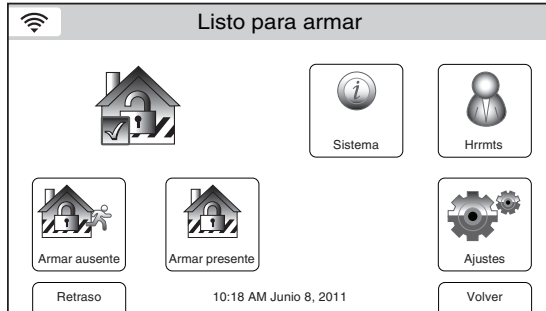 Listo para armar
Sistema
Hrrmts
Armar ausente
Armar presente
Ajustes
Retraso
10:18 AM Junio 8, 2011
Volver